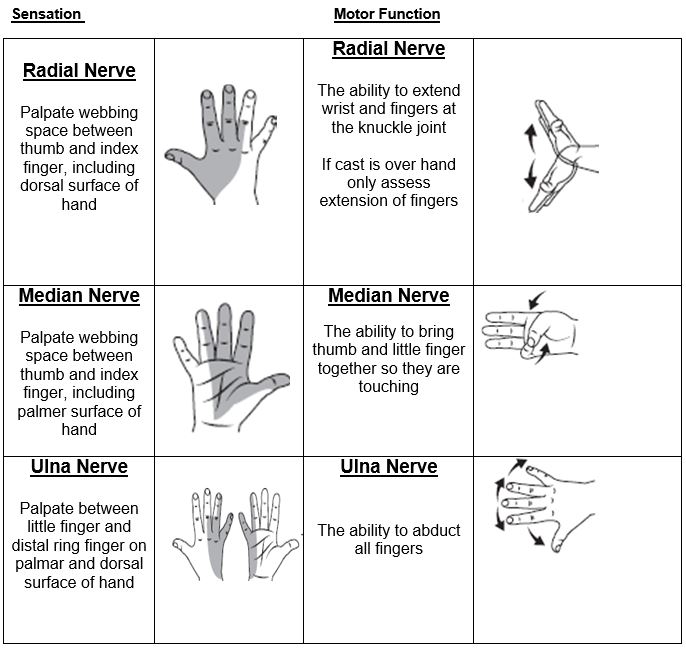 Sensation
Motor Function
Radial Nerve
Palpate webbing
space between
thumb and index
finger, including
dorsal surface of
hand
Radial Nerve
The ability to extend
wrist and fingers at
the knuckle joint
If cast is over hand
only assess
extension of fingers
Median Nerve
Palpate webbing
space between
thumb and index
finger, including
palmer surface of
hand
Median Nerve
The ability to bring
thumb and little finger
together so they are
touching
Ulna Nerve
Palpate between
little finger and
distal ring finger on
palmar and dorsal
surface of hand
Ulna Nerve
The ability to abduct
all fingers